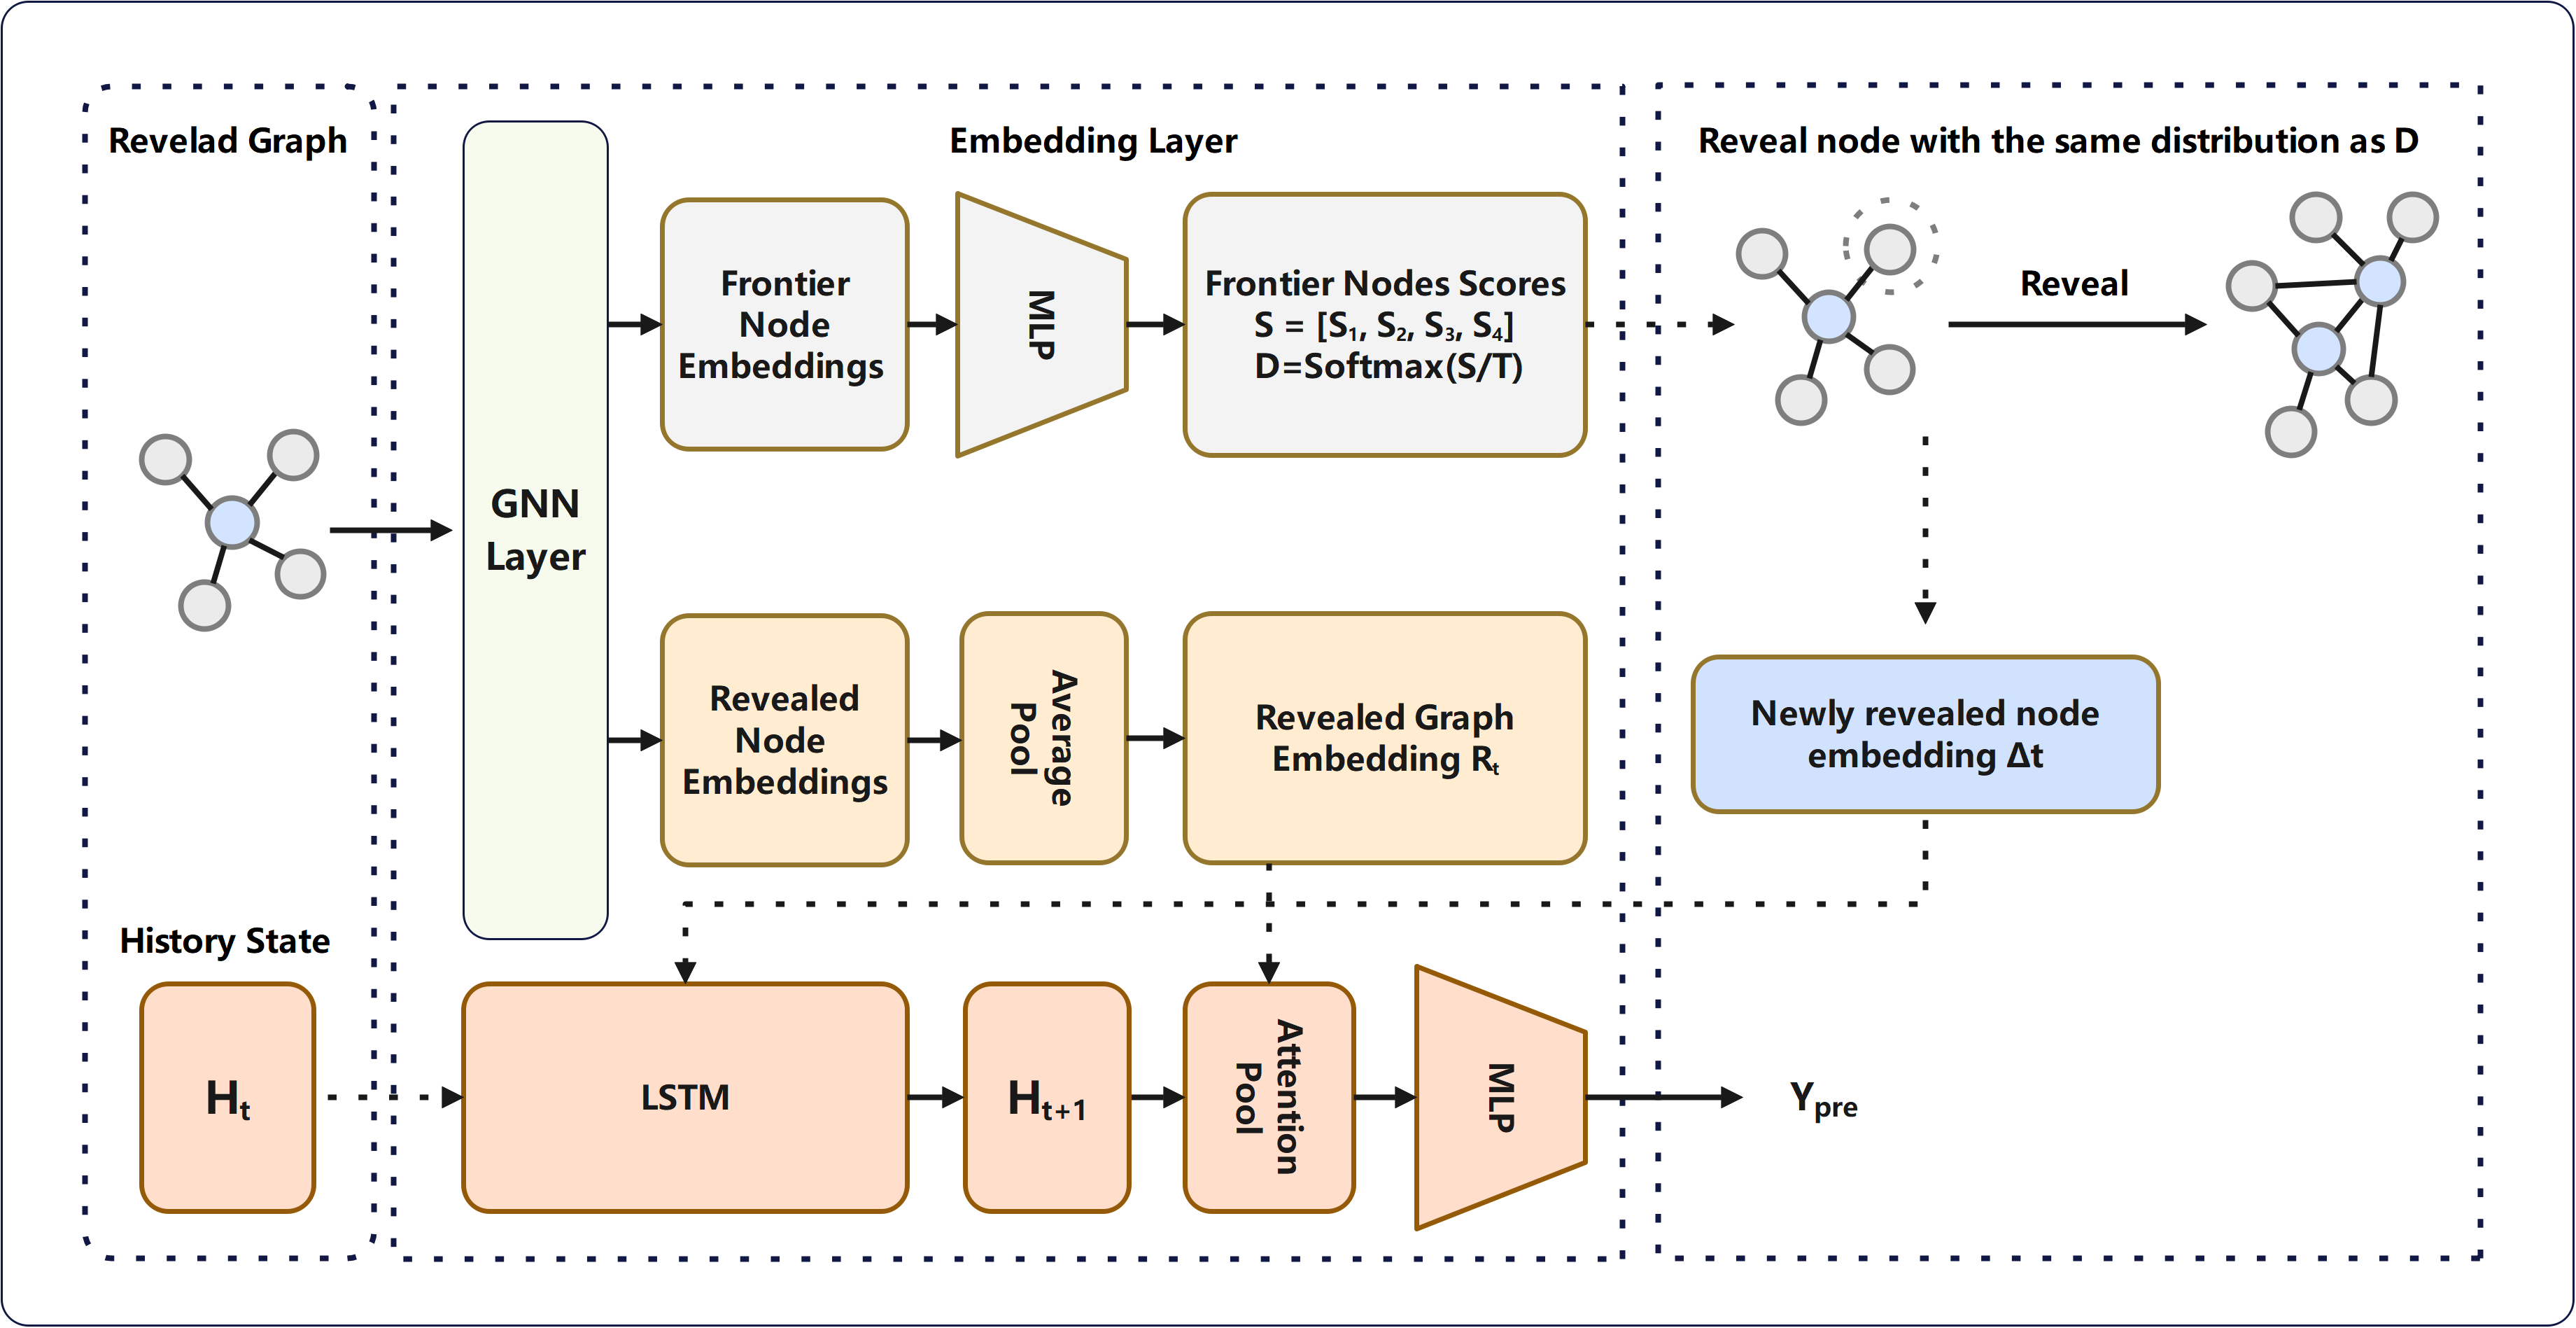 Revelad Graph
Embedding Layer
Reveal node with the same distribution as D
GNN
Layer
Frontier
Node
Embeddings
MLP
Frontier Nodes Scores
S = [S₁, S₂, S₃, S₄]
D=Softmax(S/T)
Reveal
Revealed
Node
Embeddings
Average
Pool
Revealed Graph
Embedding Rₜ
Newly revealed node
embedding Δt
History State
Hₜ
LSTM
Hₜ₊₁
Attention
Pool
MLP
Ypre